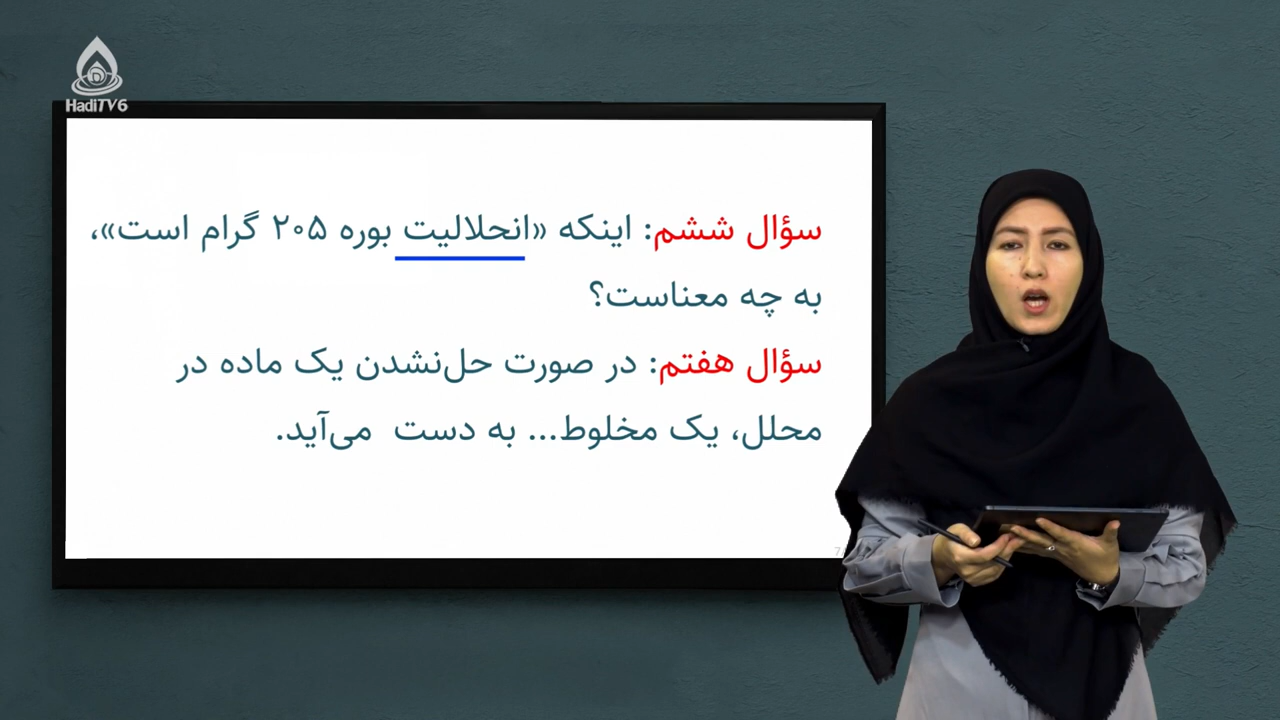 HadiTV6
سؤال ششم: اینکه «انحلالیت بوره ۲۰۵ گرام است»،
به چه معناست؟
سؤال هفتم: در صورت حل‌نشدن یک ماده در
محلل، یک مخلوط... به دست می‌آید.